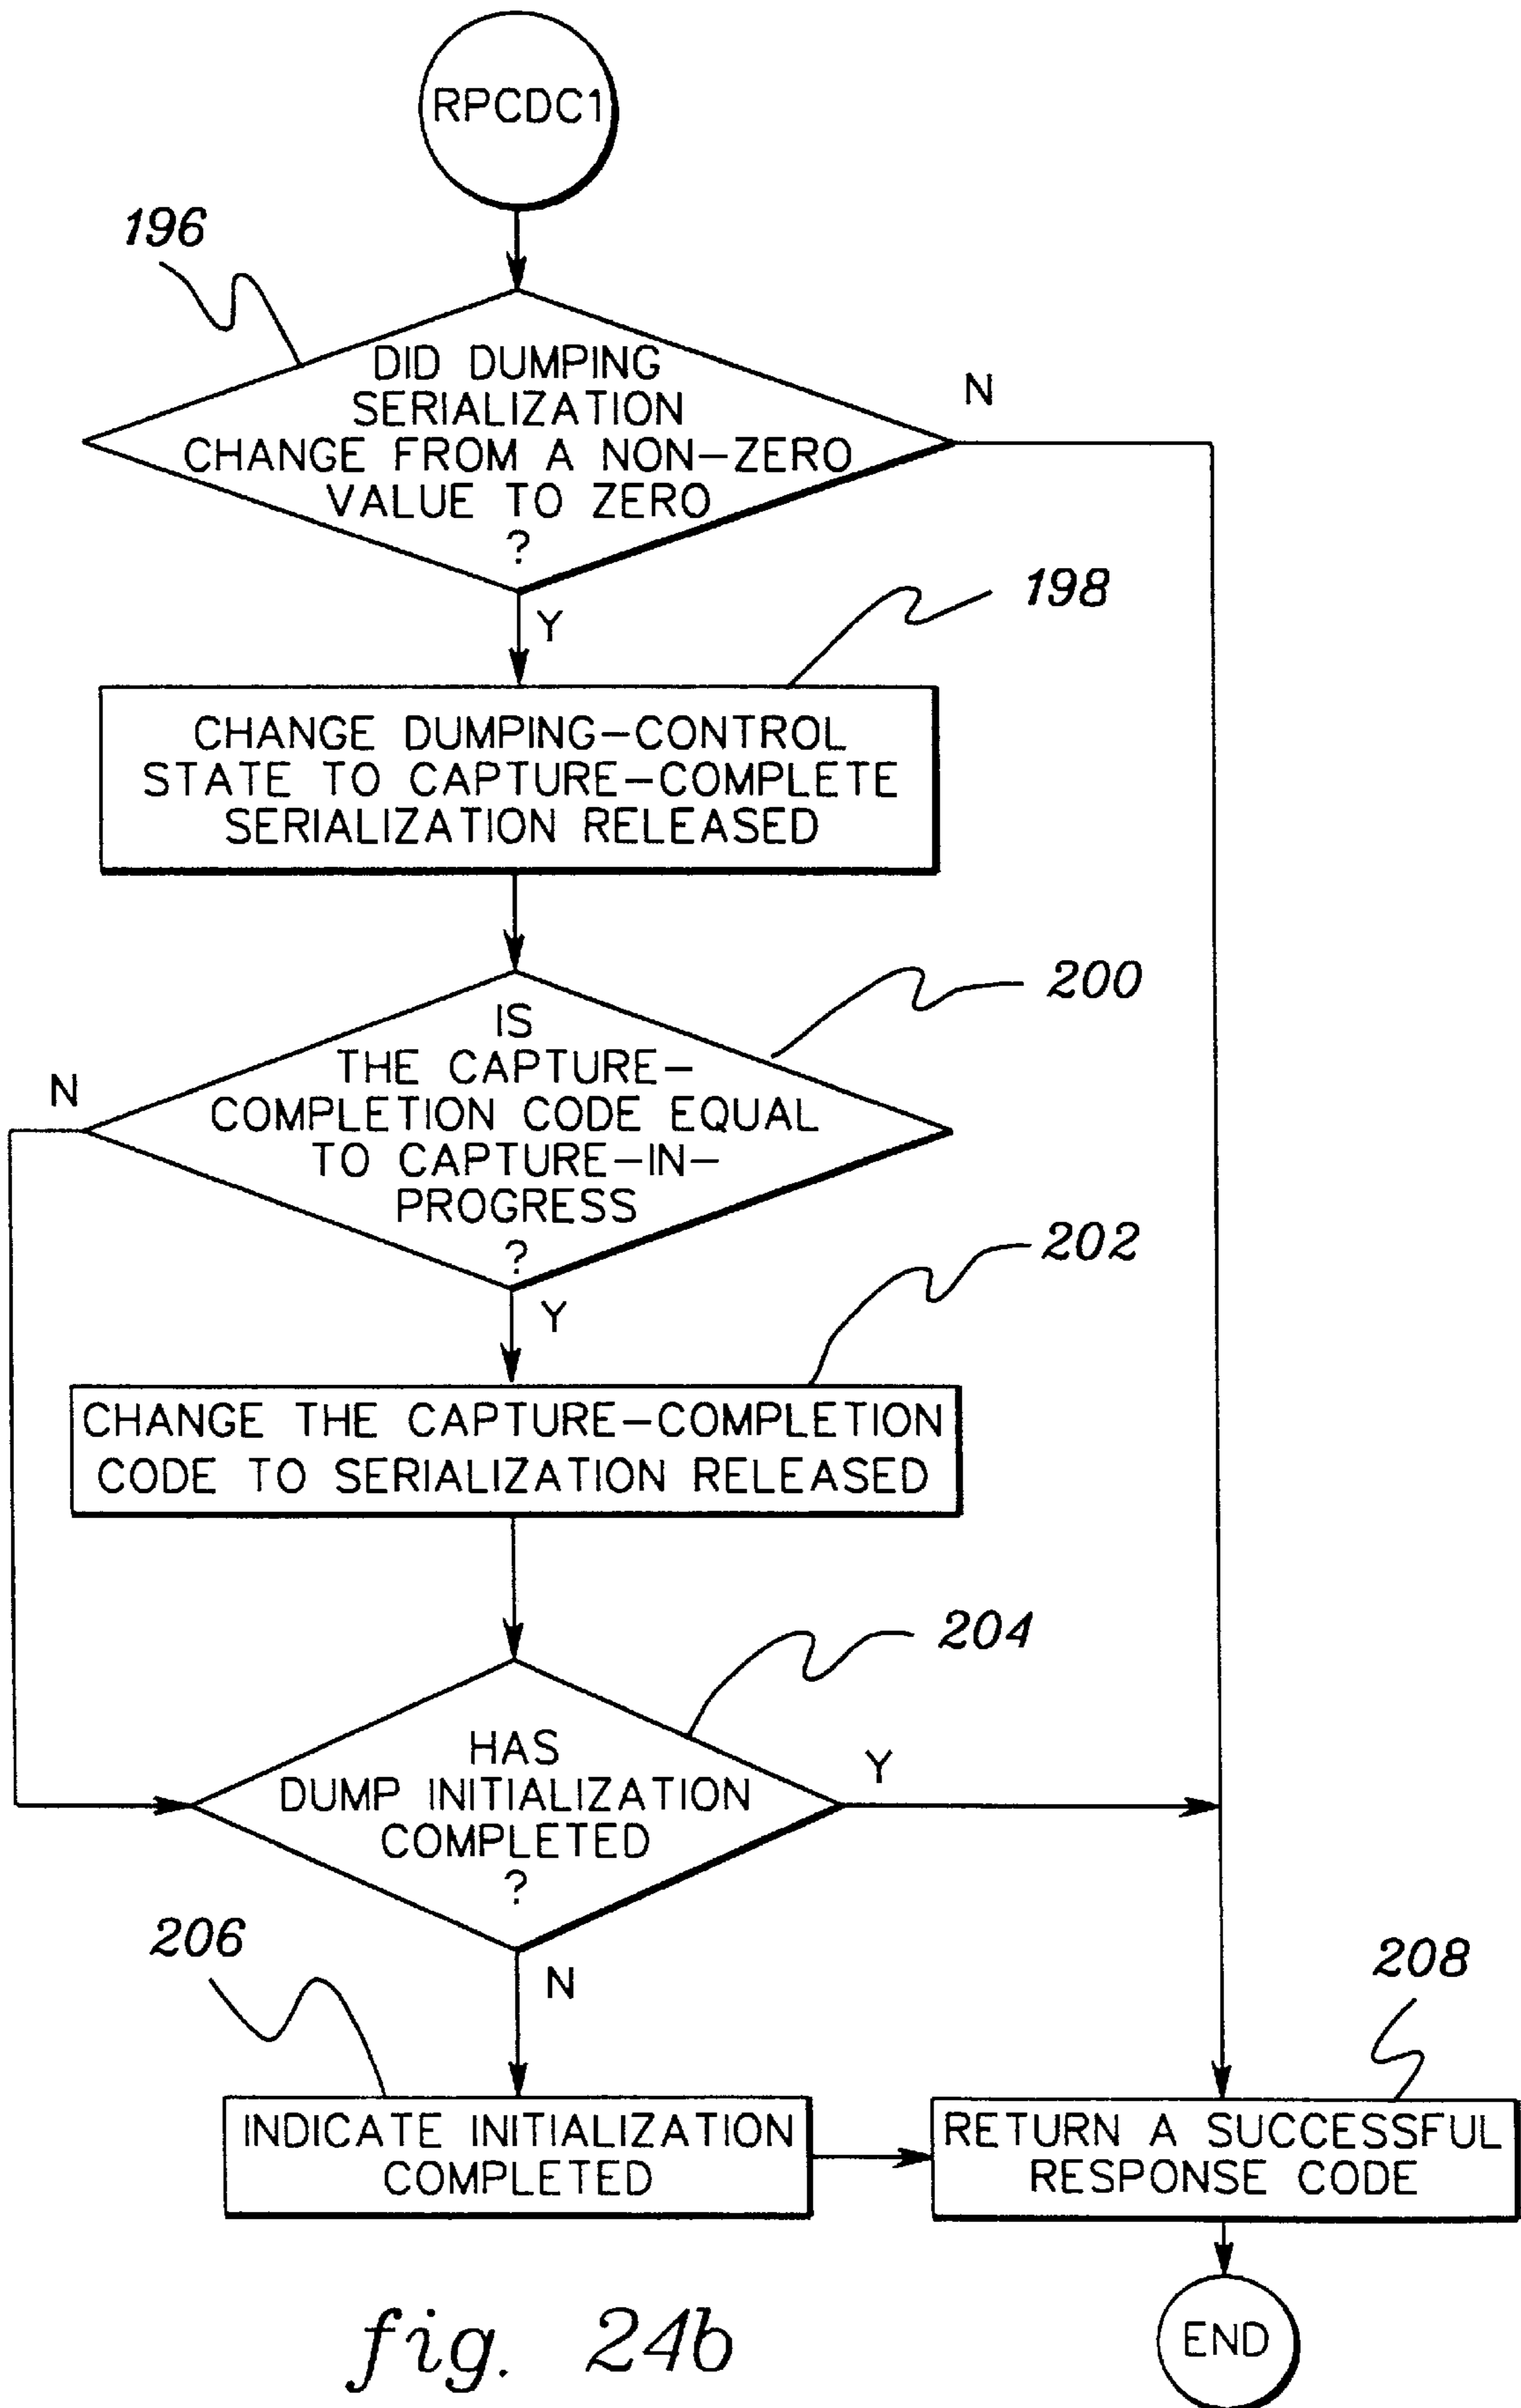 RPCDC1
196
DID DUMPING
SERIALIZATION
CHANGE FROM A NON-ZERO
VALUE TO ZERO
?
N
Y
198
CHANGE DUMPING-CONTROL
STATE TO CAPTURE-COMPLETE
SERIALIZATION RELEASED
200
IS
THE CAPTURE-
COMPLETION CODE EQUAL
TO CAPTURE-IN-
PROGRESS
?
N
Y
202
CHANGE THE CAPTURE-COMPLETION
CODE TO SERIALIZATION RELEASED
204
HAS
DUMP INITIALIZATION
COMPLETED
?
Y
N
206
INDICATE INITIALIZATION
COMPLETED
208
RETURN A SUCCESSFUL
RESPONSE CODE
END
fig. 24b